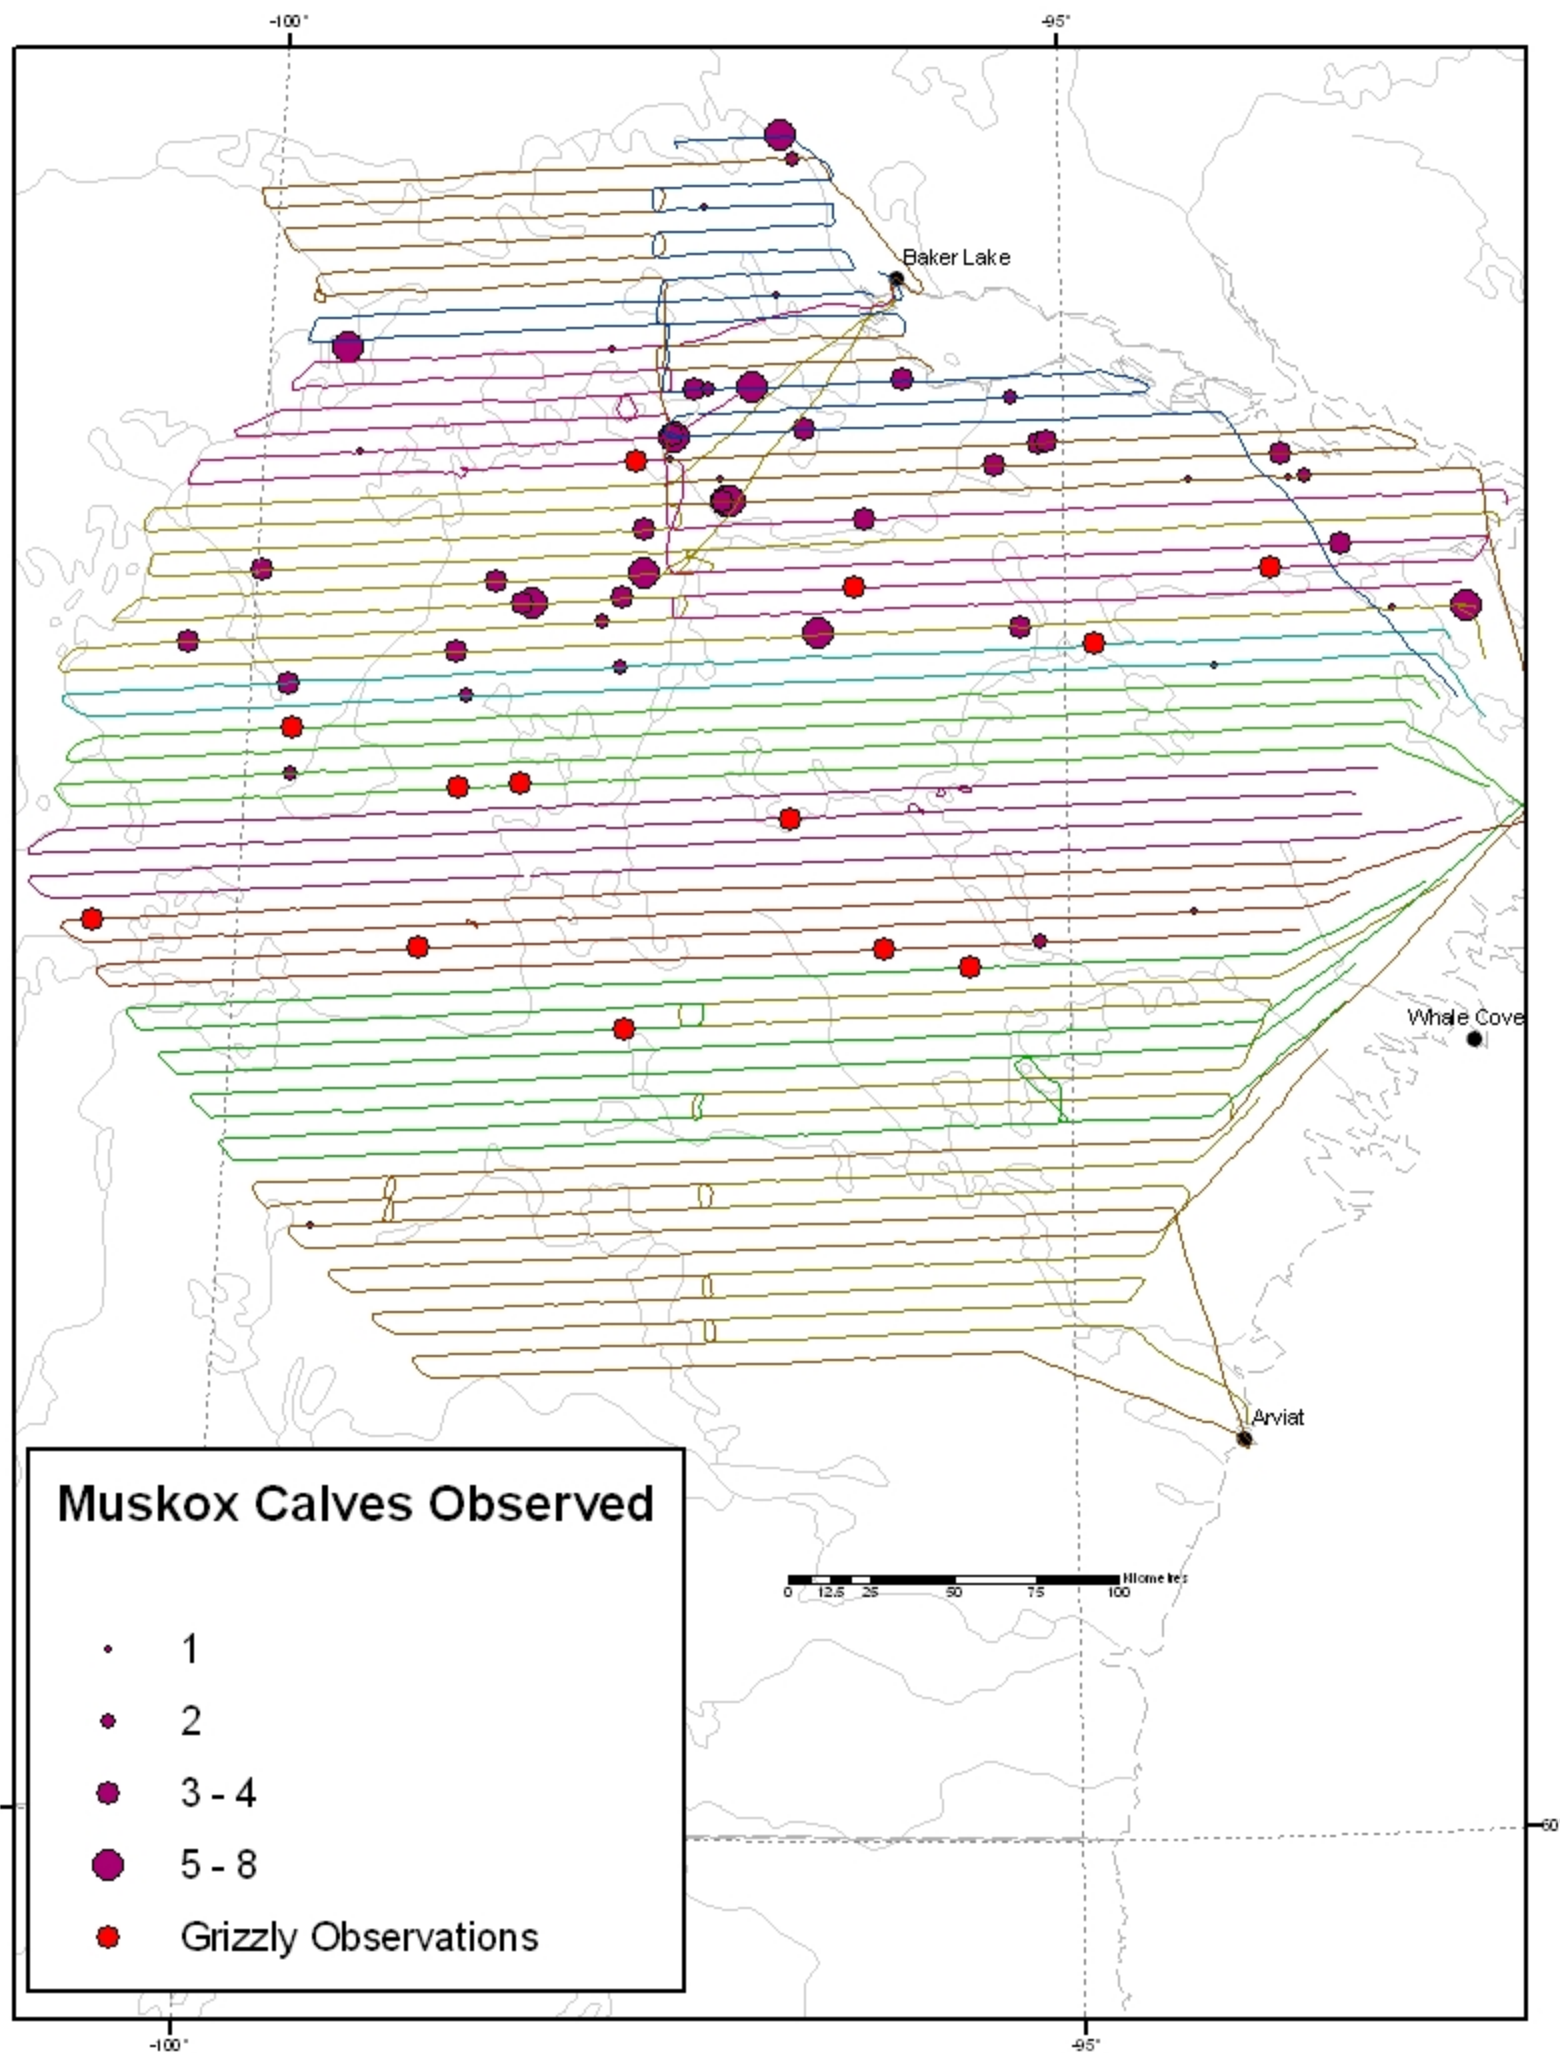 -100°
-95°
Baker Lake
Whale Cove
Arviat
Muskox Calves Observed
1
2
3 - 4
5 - 8
Grizzly Observations
Kilometres
0 12.5 25 50 75 100
60
-100°
-95°